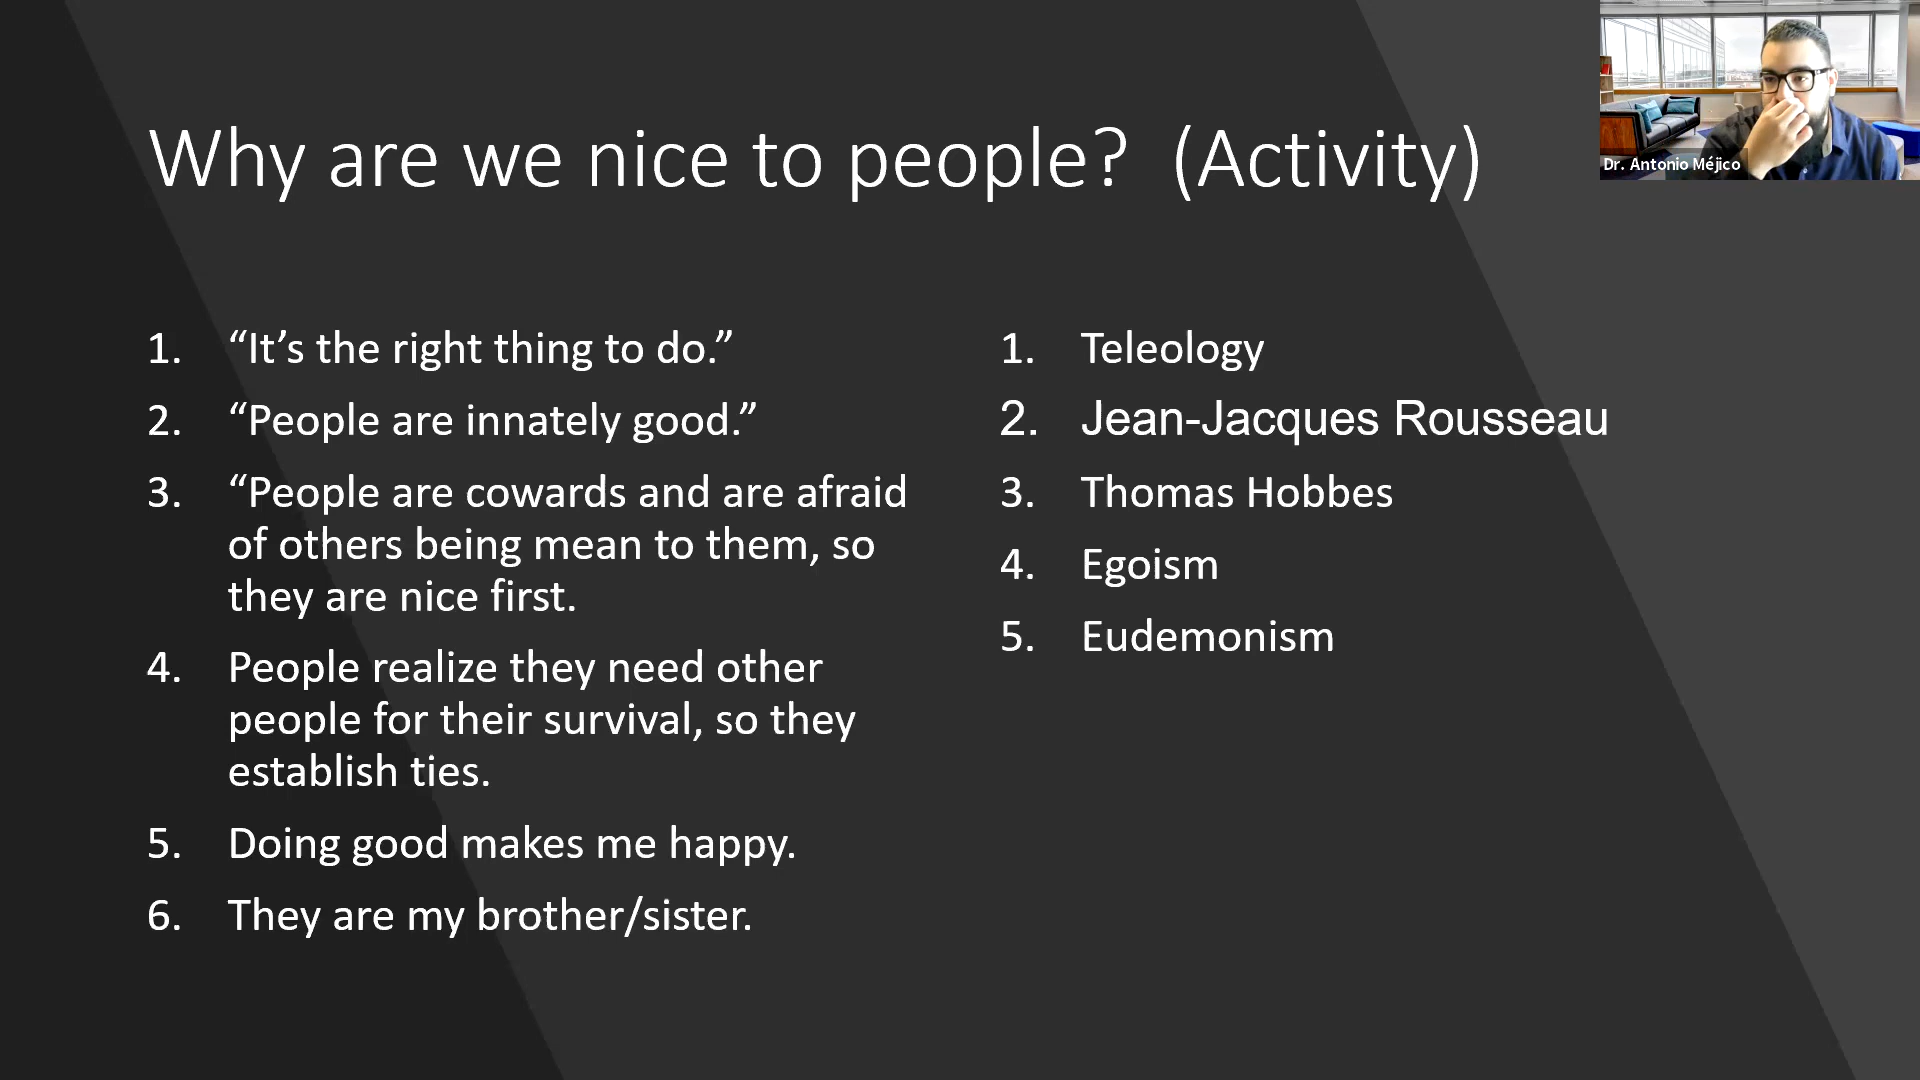 Why are we nice to people?  (Activity)
1. “It’s the right thing to do.”
2. “People are innately good.”
3. “People are cowards and are afraid
of others being mean to them, so
they are nice first.
4. People realize they need other
people for their survival, so they
establish ties.
5. Doing good makes me happy.
6. They are my brother/sister.
1. Teleology
2. Jean-Jacques Rousseau
3. Thomas Hobbes
4. Egoism
5. Eudemonism
Dr. Antonio Méjico